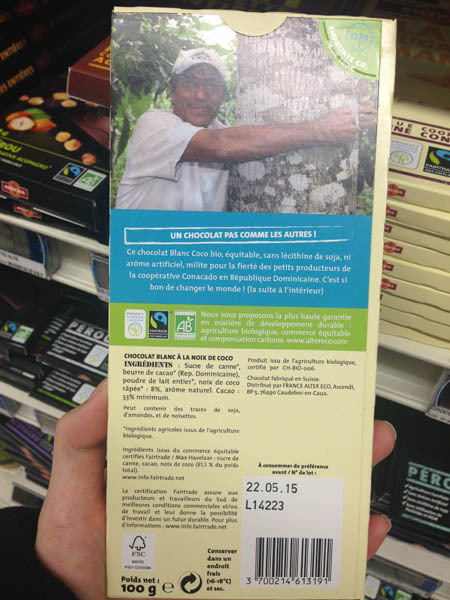 UN CHOCOLAT PAS COMME LES AUTRES !
Ce chocolat Blanc Coco bio, équitable, sans lécithine de soja, ni
arôme artificiel, milite pour la fierté des petits producteurs de
la coopérative Conacado en République Dominicaine. C'est si
bon de changer le monde ! (la suite à l'intérieur)
FAIRTRADE
AB
Nous vous proposons la plus haute garantie
en matière de développement durable :
agriculture biologique, commerce équitable
et compensation carbone. www.altereco.com
CHOCOLAT BLANC À LA NOIX DE COCO
INGRÉDIENTS : Sucre de canne*,
beurre de cacao* (Rep. Dominicaine),
poudre de lait entier*, noix de coco
râpée* : 8%, arôme naturel. Cacao :
33% minimum.
Peut contenir des traces de soja,
d'amandes, et de noisettes.
*Ingrédients agricoles issus de l'agriculture
biologique.
Ingrédients issus du commerce équitable
certifiés Fairtrade / Max Havelaar : sucre de
canne, cacao, noix de coco (81,5 % du poids
total).
www.info.fairtrade.net
La certification Fairtrade assure aux
producteurs et travailleurs du Sud de
meilleures conditions commerciales et/ou
de travail et leur donne la possibilité
d'investir dans un futur durable. Pour plus
d'informations : www.info.fairtrade.net
Produit issu de l'agriculture biologique,
certifié par CH-BIO-006.
Chocolat fabriqué en Suisse.
Distribué par FRANCE ALTER ECO, Ascendi,
BP 5, 76490 Caudebec-en-Caux.
À consommer de préférence
avant / N° de lot :
22.05.15
L14223
FSC
MIXTE
Poids net :
100 g
Conserver
dans un
endroit
frais
(16-18°C)
et sec.
3 700214 613191